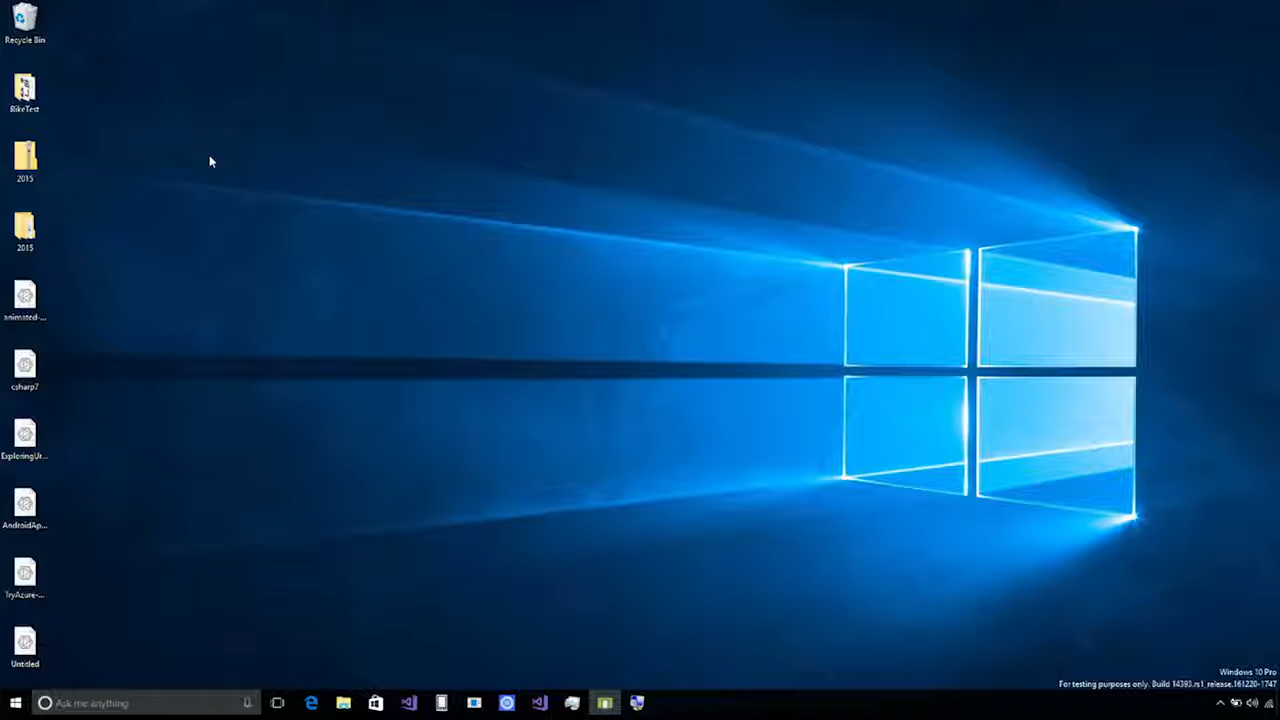 Recycle Bin
BikeTest
2015
2015
animated-...
csharp7
ExploringUr...
AndroidAp...
TryAzure-...
Untitled
Windows 10 Pro
For testing purposes only. Build 14393.rs1_release.161220-1747
Ask me anything